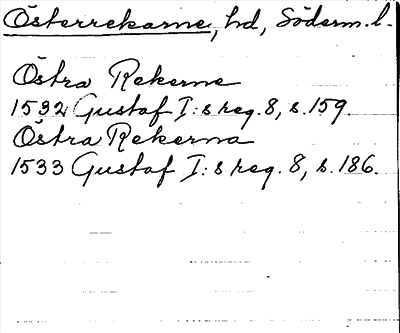 Österrekarne, hd, Söderm. l.
Östra Rekerne
1532 Gustaf I:s reg. 8, s. 159.
Östra Rekerna
1533 Gustaf I:s reg. 8, s. 186.